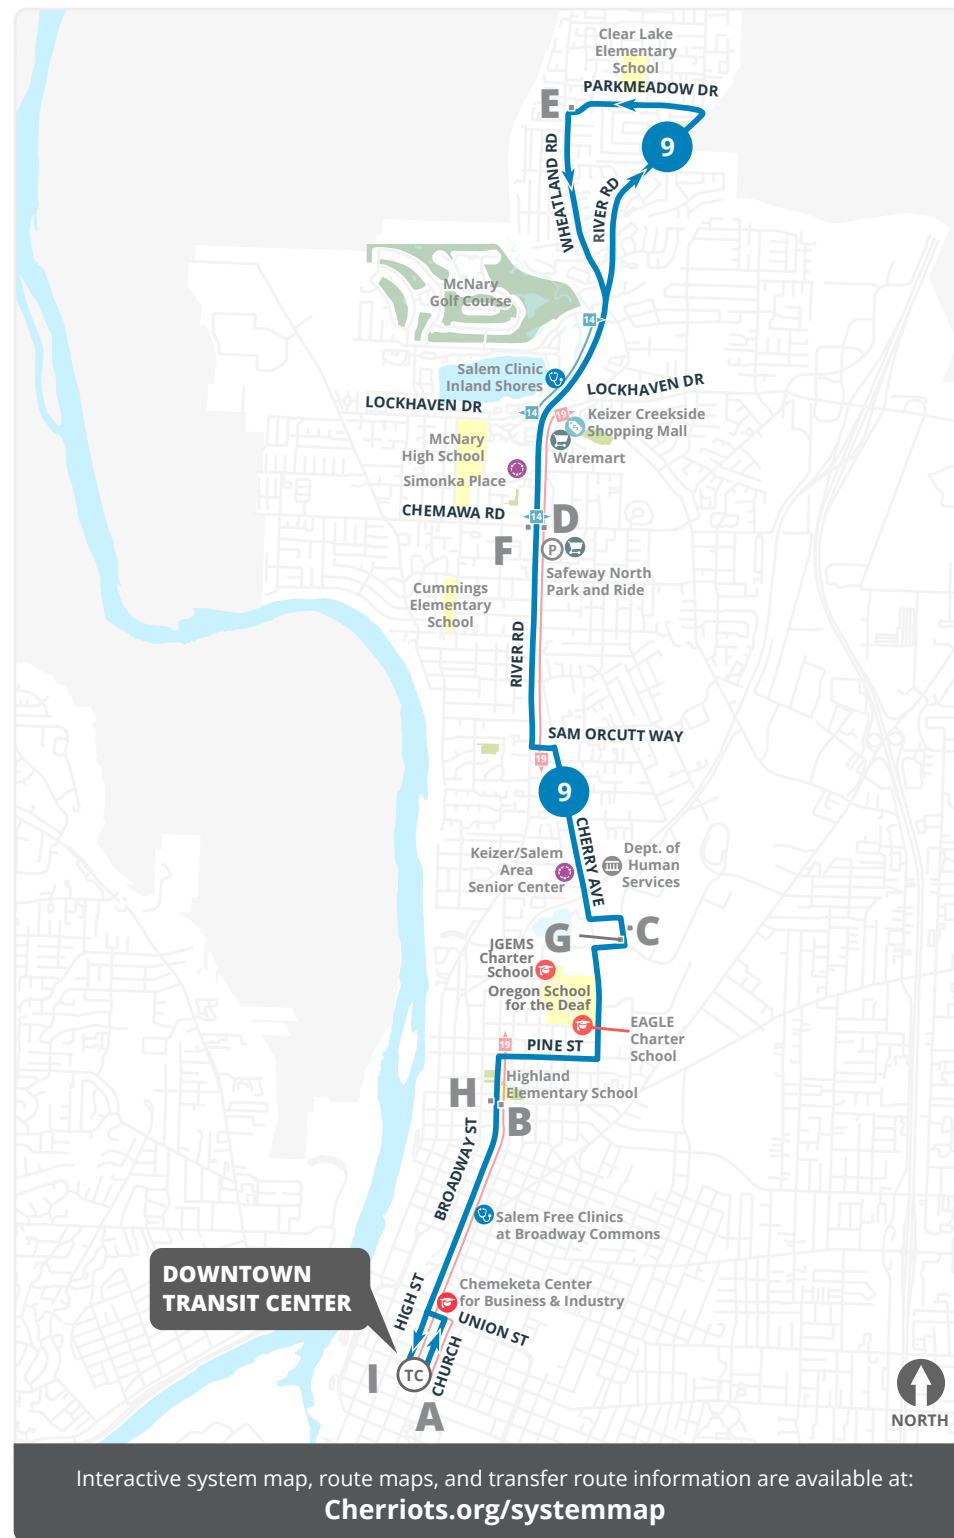 Clear Lake
Elementary
School
PARKMEADOW DR
E
9
WHEATLAND RD
RIVER RD
McNary
Golf Course
14
Salem Clinic
Inland Shores
LOCKHAVEN DR
LOCKHAVEN DR
14
19
Keizer Creekside
Shopping Mall
McNary
High School
Waremart
Simonka Place
CHEMAWA RD
14
D
F
P
Safeway North
Park and Ride
Cummings
Elementary
School
RIVER RD
SAM ORCUTT WAY
19
9
CHERRY AVE
Keizer/Salem
Area
Senior Center
Dept. of
Human
Services
G
C
JGEMS
Charter
School
Oregon School
for the Deaf
EAGLE
Charter
School
19
PINE ST
Highland
Elementary School
H
B
BROADWAY ST
Salem Free Clinics
at Broadway Commons
DOWNTOWN
TRANSIT CENTER
HIGH ST
Chemeketa Center
for Business & Industry
UNION ST
CHURCH
I
TC
A
NORTH
Interactive system map, route maps, and transfer route information are available at:
Cherriots.org/systemmap